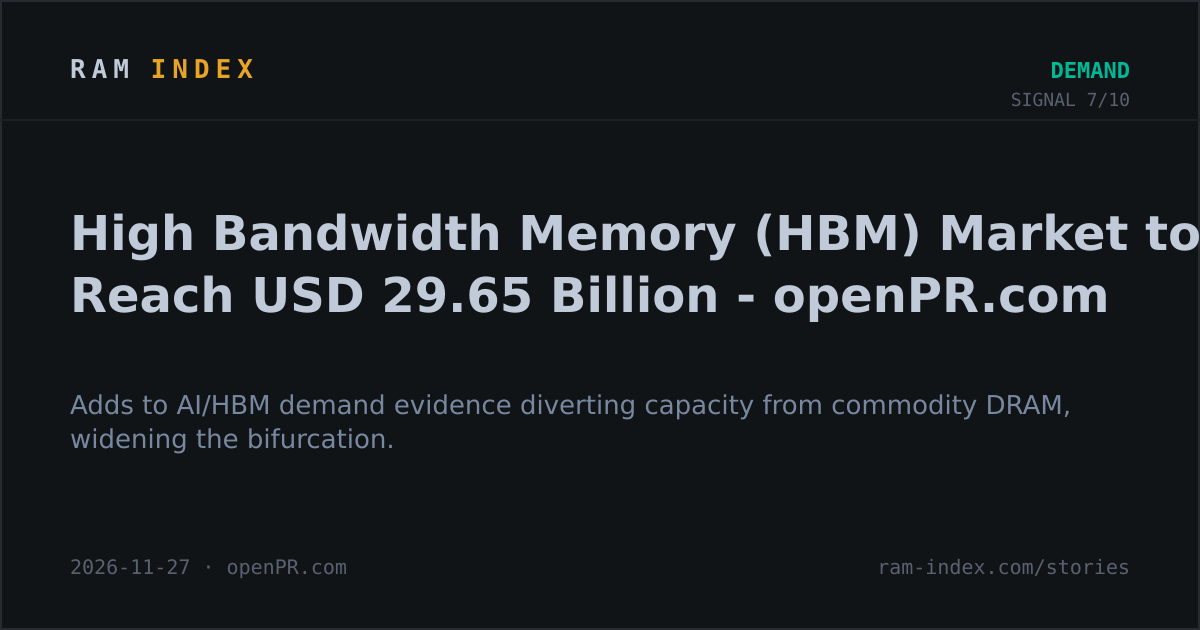 RAM INDEX
DEMAND
SIGNAL 7/10
High Bandwidth Memory (HBM) Market to
Reach USD 29.65 Billion - openPR.com
Adds to AI/HBM demand evidence diverting capacity from commodity DRAM,
widening the bifurcation.
2026-11-27 · openPR.com
ram-index.com/stories